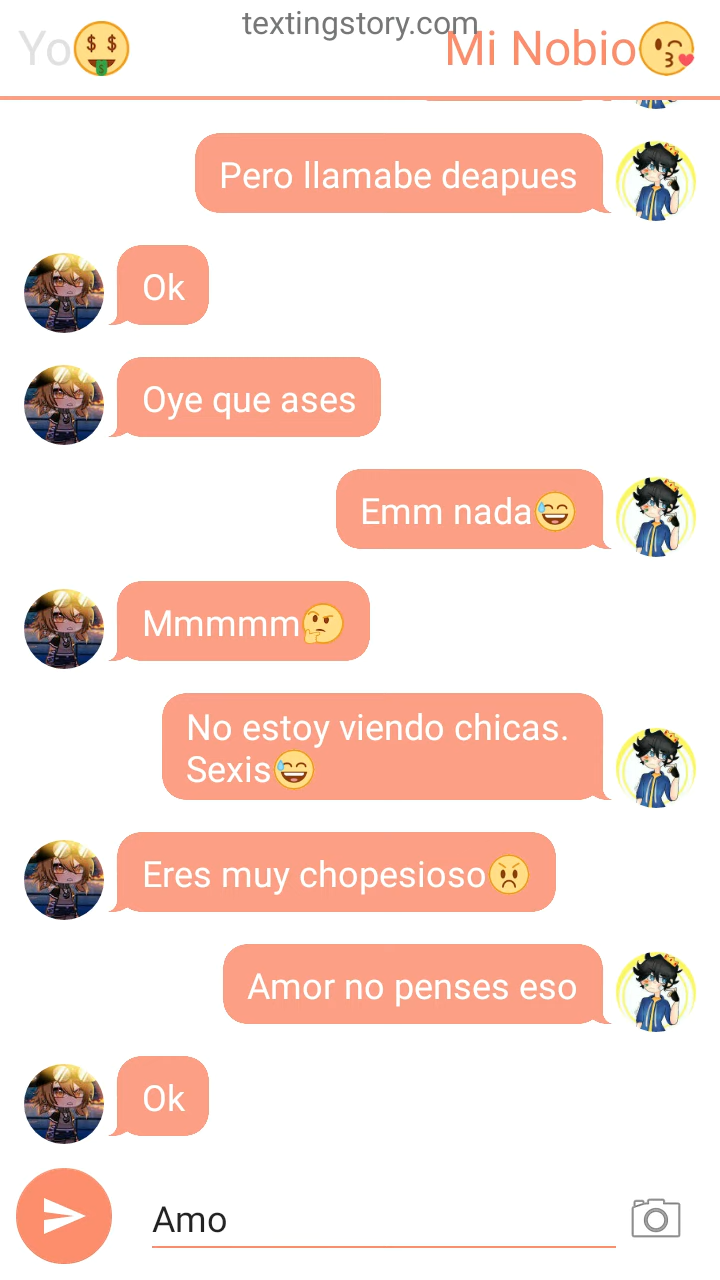 textingstory.com
Yo🤑
Mi Nobio😘
Pero llamabe deapues
Ok
Oye que ases
Emm nada😅
Mmmmm🤔
No estoy viendo chicas.
Sexis😅
Eres muy chopesioso😠
Amor no penses eso
Ok
Amo